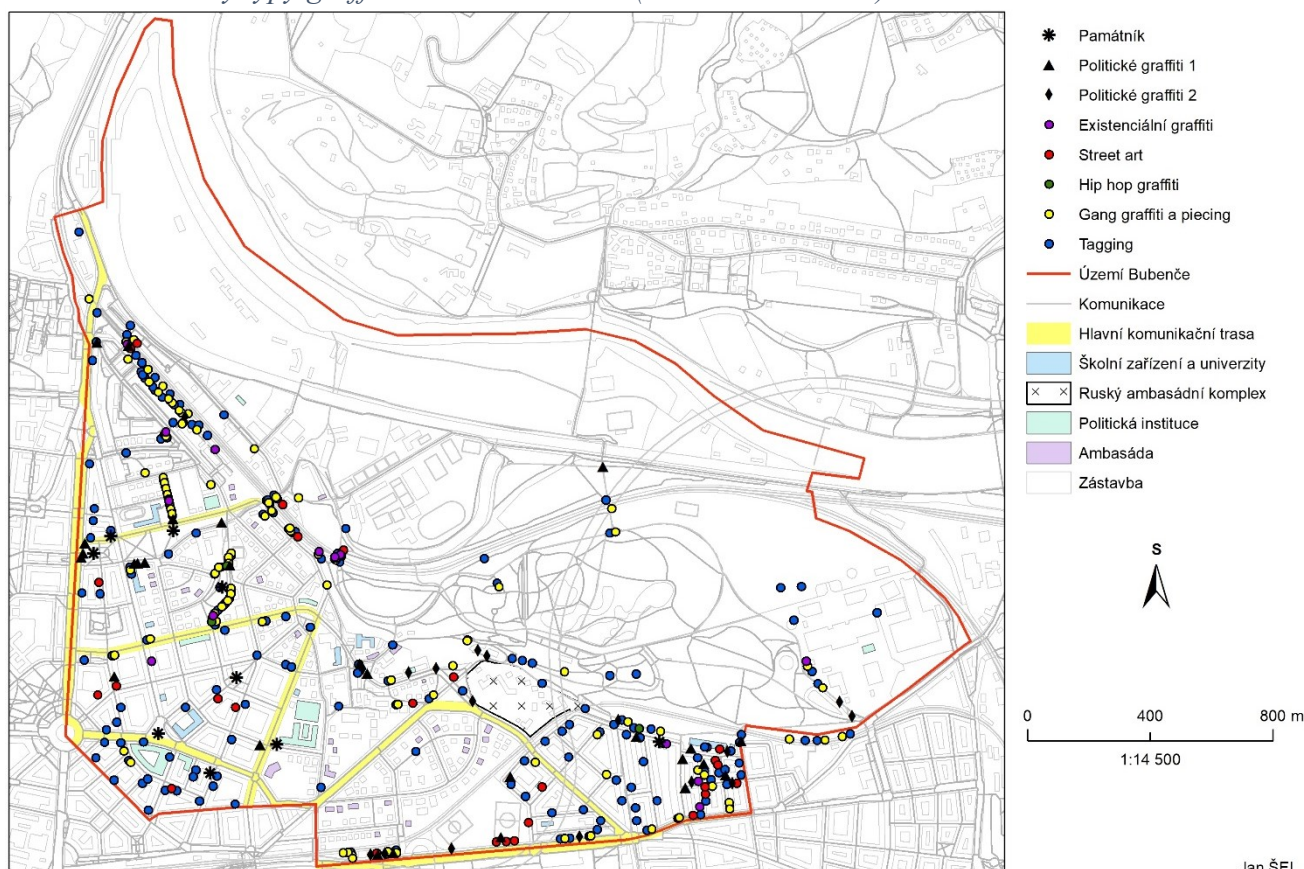 Památník
Politické graffiti 1
Politické graffiti 2
Existenciální graffiti
Street art
Hip hop graffiti
Gang graffiti a piecing
Tagging
Území Bubenče
Komunikace
Hlavní komunikační trasa
Školní zařízení a univerzity
Ruský ambasádní komplex
Politická instituce
Ambasáda
Zástavba
S
0 400 800 m
1:14 500